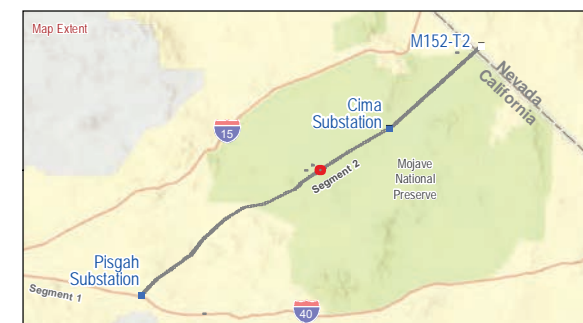 Map Extent
M152-T2
Nevada
California
Cima
Substation
15
Segment 2
Mojave
National
Preserve
Pisgah
Substation
Segment 1
40